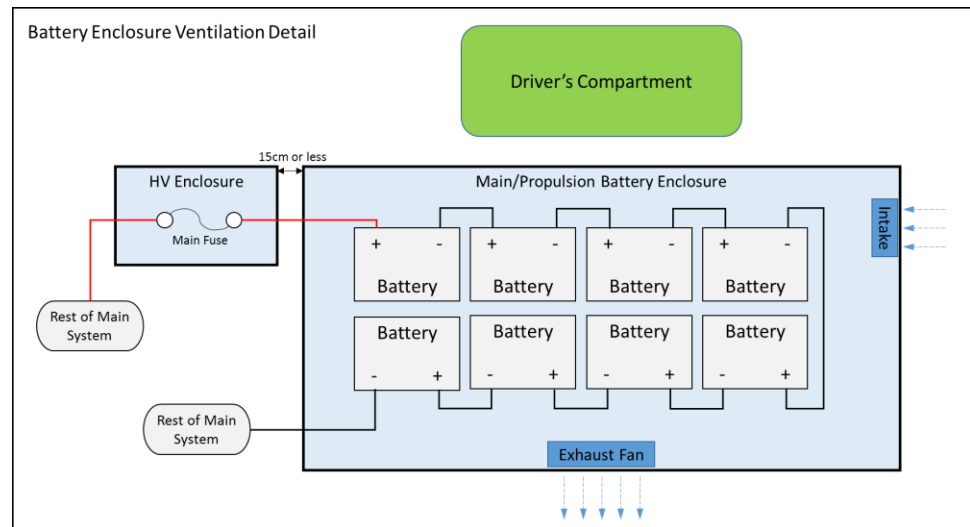 Battery Enclosure Ventilation Detail
Driver's Compartment
15cm or less
HV Enclosure
Main Fuse
Main/Propulsion Battery Enclosure
Intake
+ - + - + - + -
Battery Battery Battery Battery
Rest of Main
System
Battery Battery Battery Battery
- + - + - + - +
Rest of Main
System
Exhaust Fan